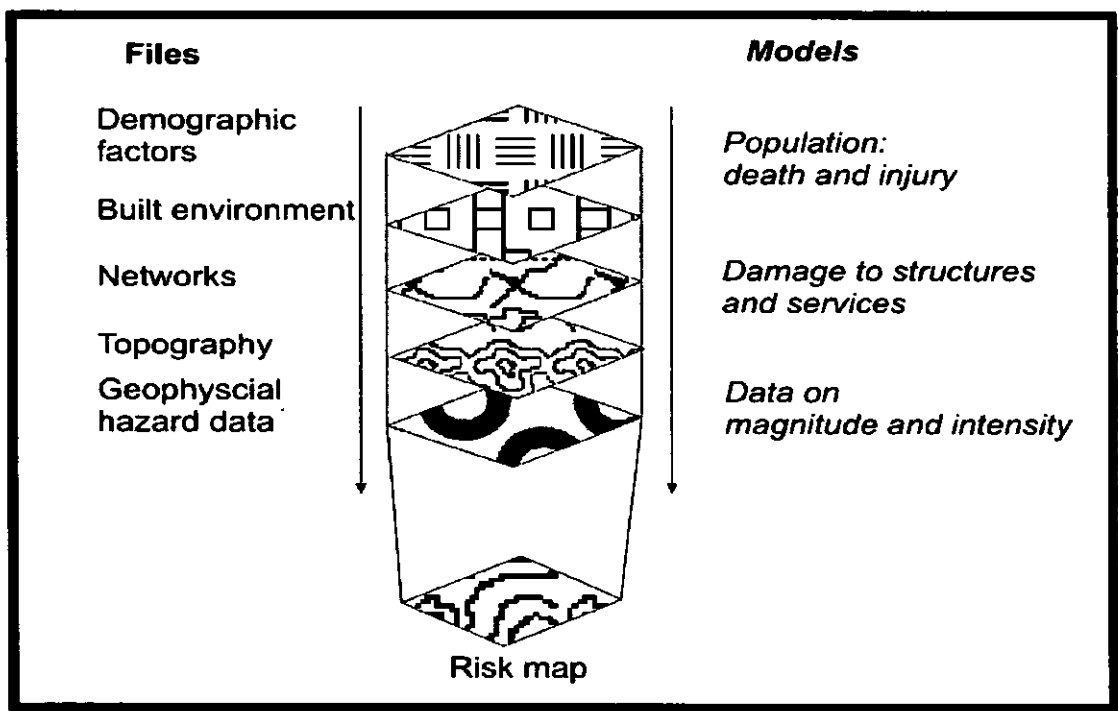 Files
Demographic
factors
Built environment
Networks
Topography
Geophyscial
hazard data
Models
Population:
death and injury
Damage to structures
and services
Data on
magnitude and intensity
Risk map